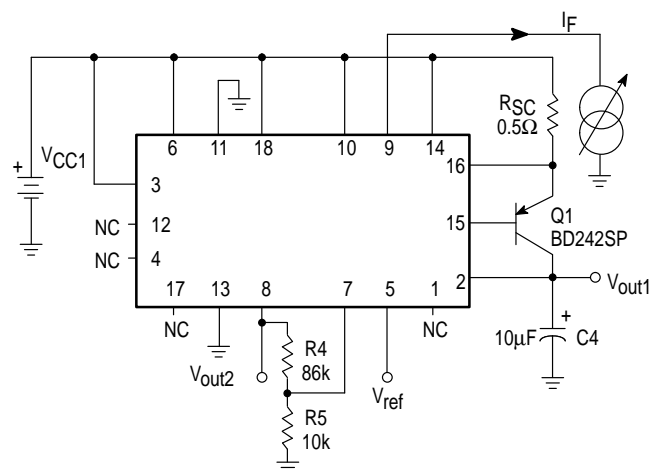 I_F
R_SC
0.5Ω
V_CC1
+
6
11
18
10
9
14
16
3
12
NC
4
NC
15
Q1
BD242SP
2
V_out1
17
13
8
7
5
1
NC
NC
+
10µF
C4
R4
86k
V_out2
V_ref
R5
10k